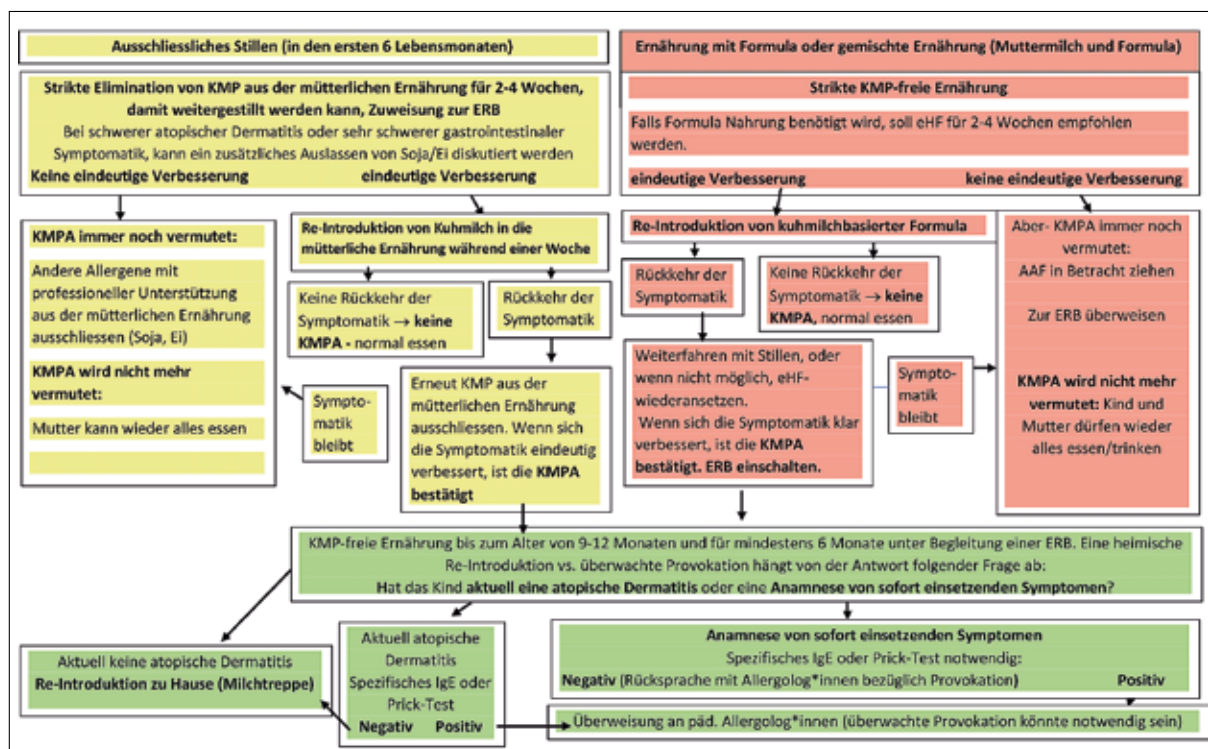 Ausschliessliches Stillen (in den ersten 6 Lebensmonaten)
Strikte Elimination von KMP aus der mütterlichen Ernährung für 2-4 Wochen,
damit weitergestillt werden kann, Zuweisung zur ERB
Bei schwerer atopischer Dermatitis oder sehr schwerer gastrointestinaler
Symptomatik, kann ein zusätzliches Auslassen von Soja/Ei diskutiert werden
Keine eindeutige Verbesserung
eindeutige Verbesserung
KMPA immer noch vermutet:
Andere Allergene mit
professioneller Unterstützung
aus der mütterlichen Ernährung
ausschliessen (Soja, Ei)
KMPA wird nicht mehr
vermutet:
Mutter kann wieder alles essen
Re-Introduktion von Kuhmilch in die
mütterliche Ernährung während einer Woche
Keine Rückkehr der
Symptomatik → keine
KMPA - normal essen
Rückkehr der
Symptomatik
Sympto-
matik
bleibt
Erneut KMP aus der
mütterlichen Ernährung
ausschliessen. Wenn sich
die Symptomatik eindeutig
verbessert, ist die KMPA
bestätigt
Ernährung mit Formula oder gemischte Ernährung (Muttermilch und Formula)
Strikte KMP-freie Ernährung
Falls Formula Nahrung benötigt wird, soll eHF für 2-4 Wochen empfohlen
werden.
eindeutige Verbesserung
keine eindeutige Verbesserung
Re-Introduktion von kuhmilchbasierter Formula
Rückkehr der
Symptomatik
Keine Rückkehr der
Symptomatik → keine
KMPA, normal essen
Weiterfahren mit Stillen, oder
wenn nicht möglich, eHF-
wiederansetzen.
Wenn sich die Symptomatik klar
verbessert, ist die KMPA
bestätigt. ERB einschalten.
Sympto-
matik
bleibt
Aber- KMPA immer noch
vermutet:
AAF in Betracht ziehen
Zur ERB überweisen
KMPA wird nicht mehr
vermutet: Kind und
Mutter dürfen wieder
alles essen/trinken
KMP-freie Ernährung bis zum Alter von 9-12 Monaten und für mindestens 6 Monate unter Begleitung einer ERB. Eine heimische
Re-Introduktion vs. überwachte Provokation hängt von der Antwort folgender Frage ab:
Hat das Kind aktuell eine atopische Dermatitis oder eine Anamnese von sofort einsetzenden Symptomen?
Aktuell keine atopische Dermatitis
Re-Introduktion zu Hause (Milchtreppe)
Aktuell atopische
Dermatitis
Spezifisches IgE oder
Prick-Test
Negativ Positiv
Anamnese von sofort einsetzenden Symptomen
Spezifisches IgE oder Prick-Test notwendig:
Negativ (Rücksprache mit Allergolog*innen bezüglich Provokation) Positiv
Überweisung an päd. Allergolog*innen (überwachte Provokation könnte notwendig sein)